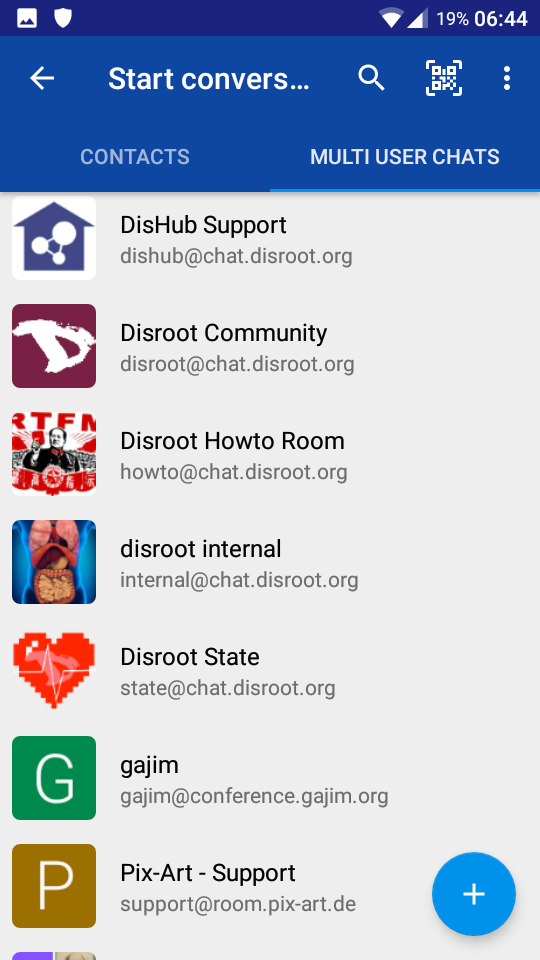 19% 06:44
Start convers…
CONTACTS
MULTI USER CHATS
DisHub Support
dishub@chat.disroot.org
Disroot Community
disroot@chat.disroot.org
RTFM
Disroot Howto Room
howto@chat.disroot.org
disroot internal
internal@chat.disroot.org
Disroot State
state@chat.disroot.org
G
gajim
gajim@conference.gajim.org
P
Pix-Art - Support
support@room.pix-art.de